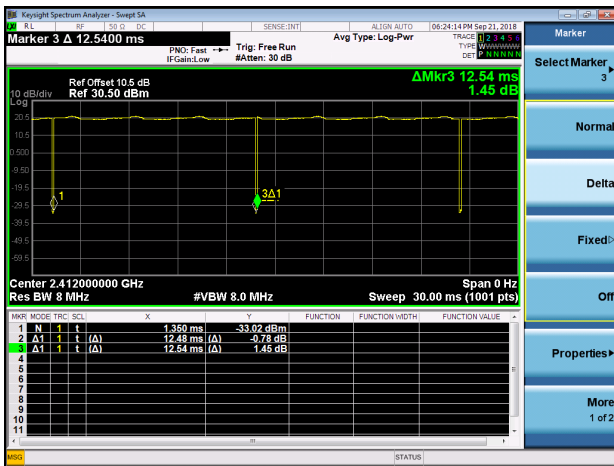 Keysight Spectrum Analyzer - Swept SA
RL RF 50 Ω DC SENSE:INT ALIGN AUTO 06:24:14 PM Sep 21, 2018
Marker 3 Δ 12.5400 ms
PNO: Fast
IFGain:Low
Trig: Free Run
#Atten: 30 dB
Avg Type: Log-Pwr
TRACE 1 2 3 4 5 6
TYPE WWWWWW
DET P NNNNN
Ref Offset 10.5 dB
Ref 30.50 dBm
10 dB/div
Log
ΔMkr3 12.54 ms
1.45 dB
20.5
10.5
0.500
-9.50
-19.5
-29.5
-39.5
-49.5
-59.5
1
3Δ1
Center 2.412000000 GHz
Res BW 8 MHz
#VBW 8.0 MHz
Span 0 Hz
Sweep 30.00 ms (1001 pts)
MKR MODE TRC SCL X Y FUNCTION FUNCTION WIDTH FUNCTION VALUE
1 N 1 t 1.350 ms -33.02 dBm
2 Δ1 1 t (Δ) 12.48 ms (Δ) -0.78 dB
3 Δ1 1 t (Δ) 12.54 ms (Δ) 1.45 dB
4
5
6
7
8
9
10
11
MSG
STATUS
Marker
Select Marker
3
Normal
Delta
Fixed
Off
Properties
More
1 of 2